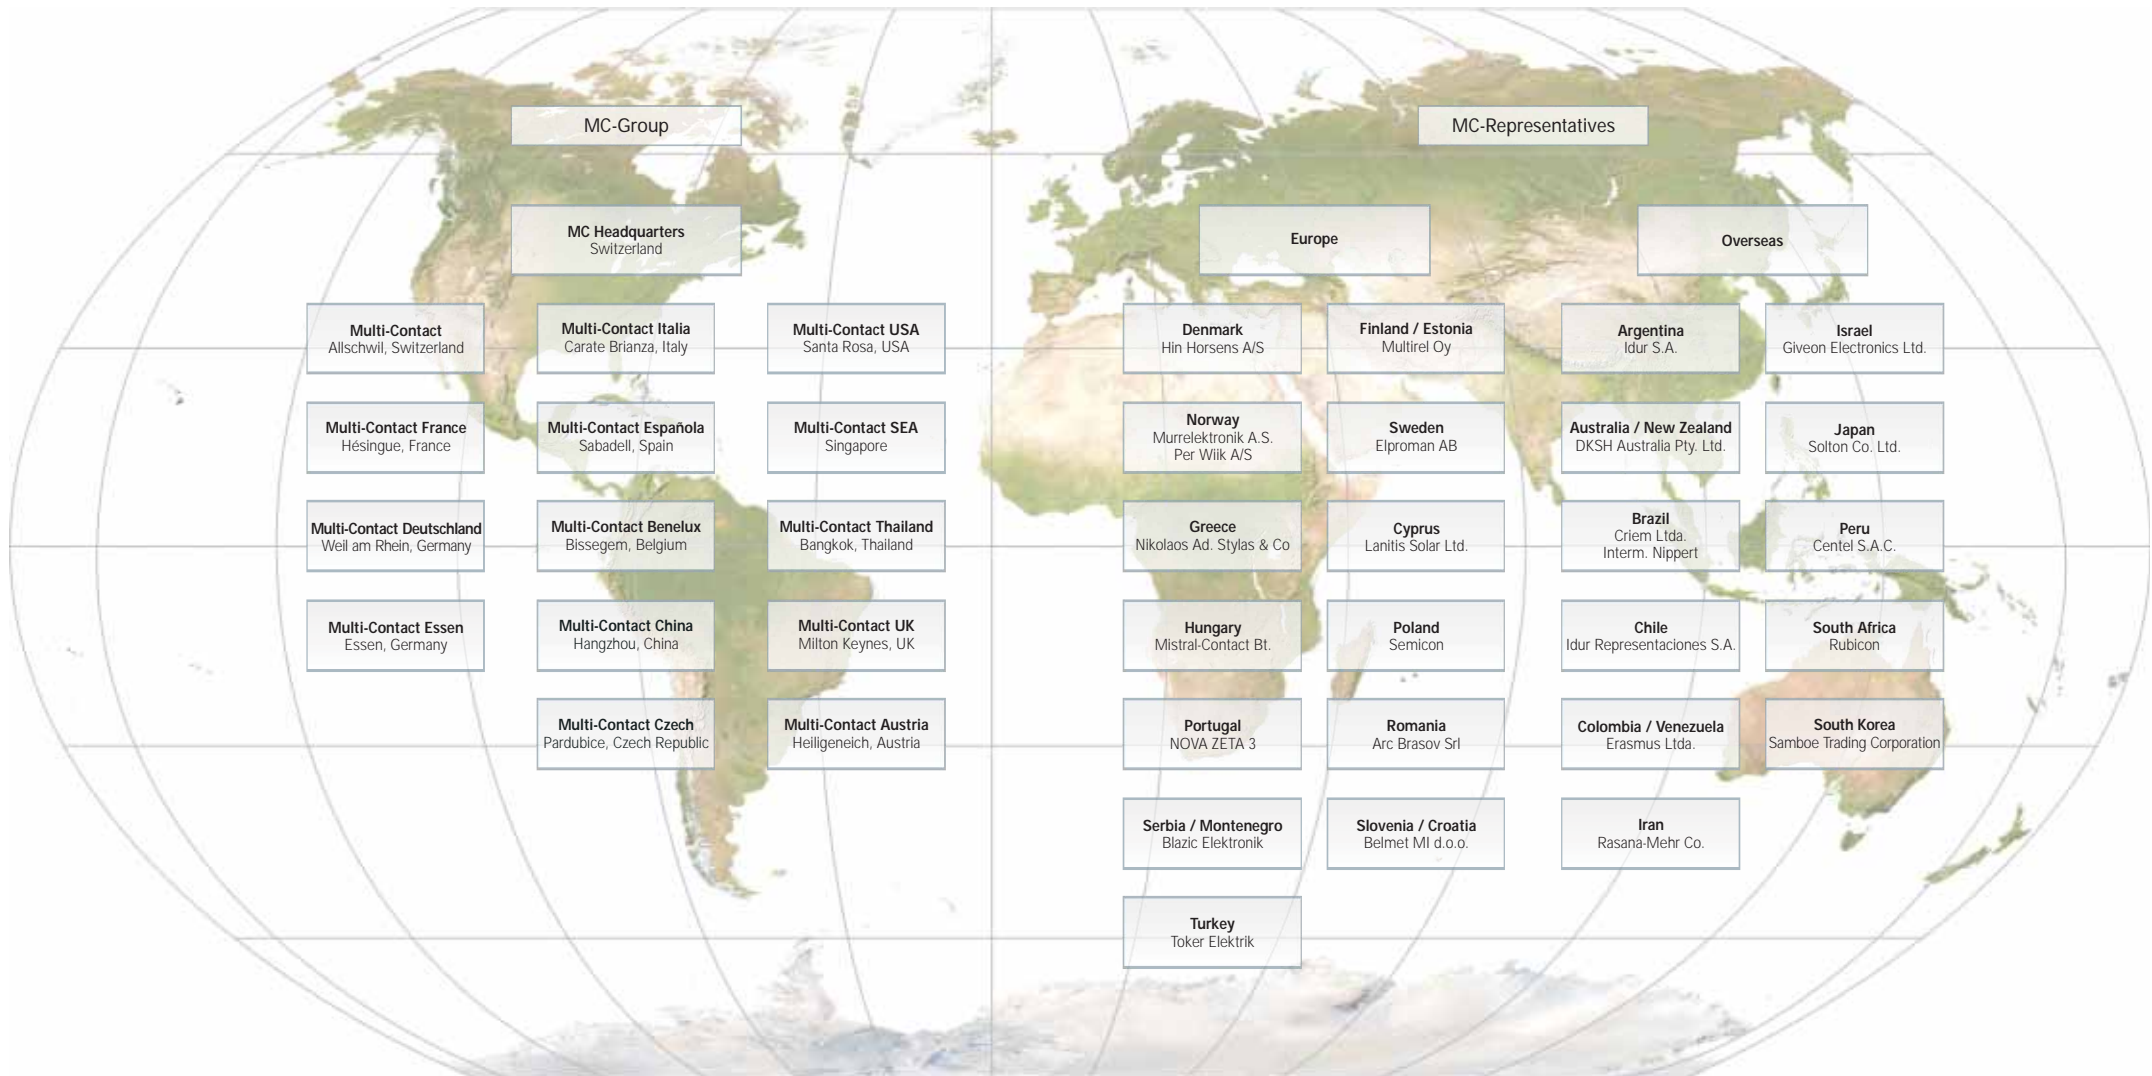 MC-Group
MC Headquarters
Switzerland
Multi-Contact
Allschwil, Switzerland
Multi-Contact Italia
Carate Brianza, Italy
Multi-Contact USA
Santa Rosa, USA
Multi-Contact France
Hésingue, France
Multi-Contact Española
Sabadell, Spain
Multi-Contact SEA
Singapore
Multi-Contact Deutschland
Weil am Rhein, Germany
Multi-Contact Benelux
Bissegem, Belgium
Multi-Contact Thailand
Bangkok, Thailand
Multi-Contact Essen
Essen, Germany
Multi-Contact China
Hangzhou, China
Multi-Contact UK
Milton Keynes, UK
Multi-Contact Czech
Pardubice, Czech Republic
Multi-Contact Austria
Heiligeneich, Austria
MC-Representatives
Europe
Denmark
Hin Horsens A/S
Finland / Estonia
Multirel Oy
Norway
Murrelektronik A.S.
Per Wiik A/S
Sweden
Elproman AB
Greece
Nikolaos Ad. Stylas & Co
Cyprus
Lanitis Solar Ltd.
Hungary
Mistral-Contact Bt.
Poland
Semicon
Portugal
NOVA ZETA 3
Romania
Arc Brasov Srl
Serbia / Montenegro
Blazic Elektronik
Slovenia / Croatia
Belmet MI d.o.o.
Turkey
Toker Elektrik
Overseas
Argentina
Idur S.A.
Israel
Giveon Electronics Ltd.
Australia / New Zealand
DKSH Australia Pty. Ltd.
Japan
Solton Co. Ltd.
Brazil
Criem Ltda.
Interm. Nippert
Peru
Centel S.A.C.
Chile
Idur Representaciones S.A.
South Africa
Rubicon
Colombia / Venezuela
Erasmus Ltda.
South Korea
Samboe Trading Corporation
Iran
Rasana-Mehr Co.